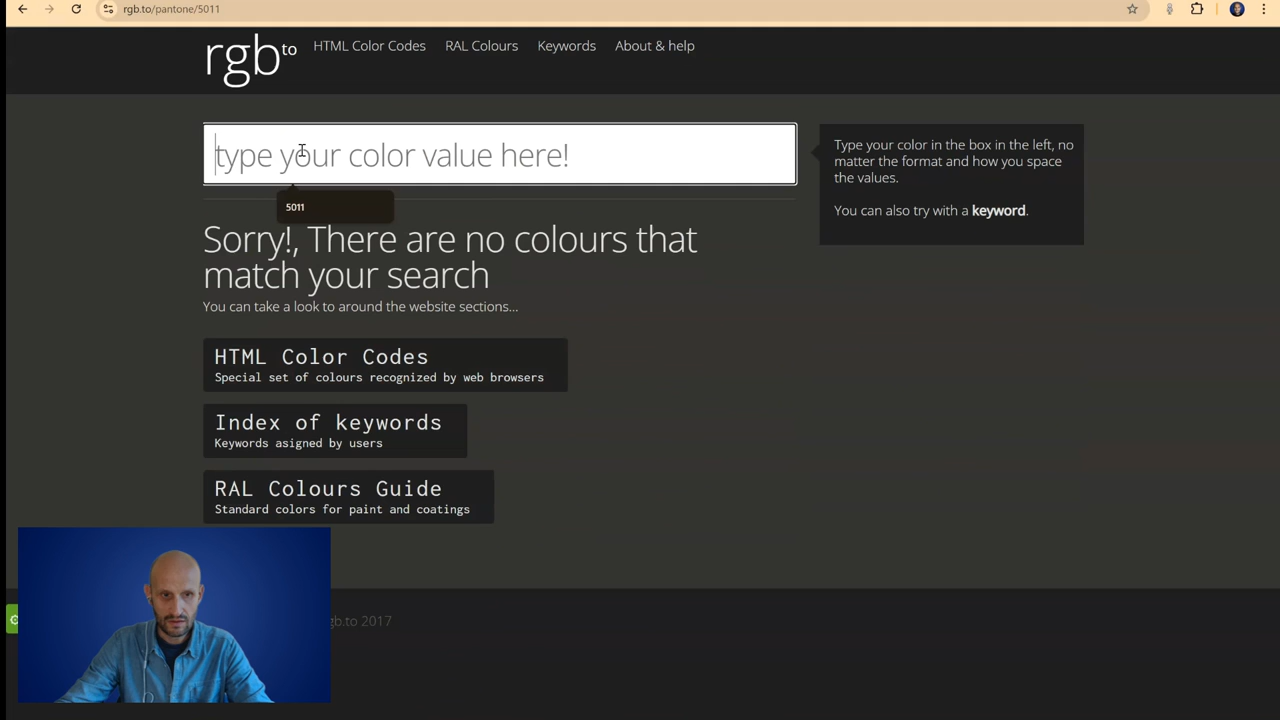 rgb.to/pantone/5011
rgb to HTML Color Codes RAL Colours Keywords About & help
type your color value here!
5011
Type your color in the box in the left, no
matter the format and how you space
the values.
You can also try with a keyword.
Sorry!, There are no colours that
match your search
You can take a look to around the website sections...
HTML Color Codes
Special set of colours recognized by web browsers
Index of keywords
Keywords asigned by users
RAL Colours Guide
Standard colors for paint and coatings
gb.to 2017